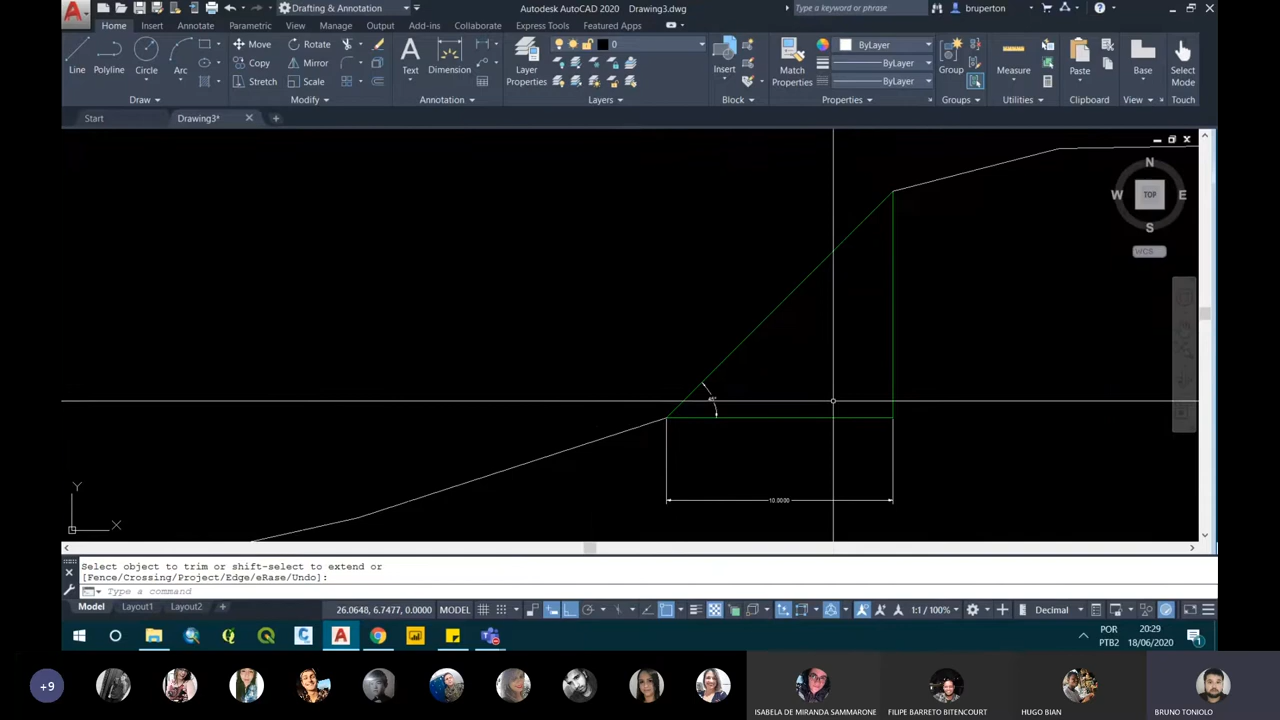 Drafting & Annotation
Autodesk AutoCAD 2020 Drawing3.dwg
Type a keyword or phrase
bruperton
Home Insert Annotate Parametric View Manage Output Add-ins Collaborate Express Tools Featured Apps
Line Polyline Circle Arc
Move Rotate
Copy Mirror
Stretch Scale
Text Dimension
Layer Properties
0
Insert
Match Properties
ByLayer
ByLayer
ByLayer
Group
Measure
Paste
Base
Select Mode
Draw Modify Annotation Layers Block Properties Groups Utilities Clipboard View Touch
Start Drawing3*
N
W TOP E
S
WCS
45°
10.0000
Y
X
Select object to trim or shift-select to extend or
[Fence/Crossing/Project/Edge/eRase/Undo]:
Type a command
Model Layout1 Layout2
26.0648, 6.7477, 0.0000 MODEL
1:1 / 100%
Decimal
POR
PTB2
20:29
18/06/2020
1
+9
ISABELA DE MIRANDA SAMMARONE
FILIPE BARRETO BITENCOURT
HUGO BIAN
BRUNO TONIOLO